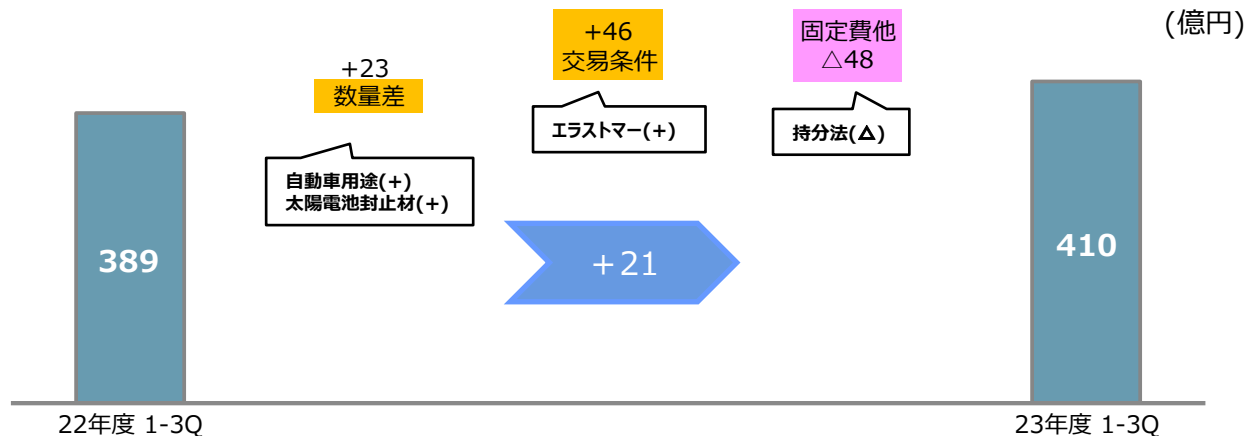 (億円)
+23
数量差
+46
交易条件
固定費他
△48
自動車用途(+)
太陽電池封止材(+)
エラストマー(+)
持分法(△)
389
+21
410
22年度 1-3Q
23年度 1-3Q